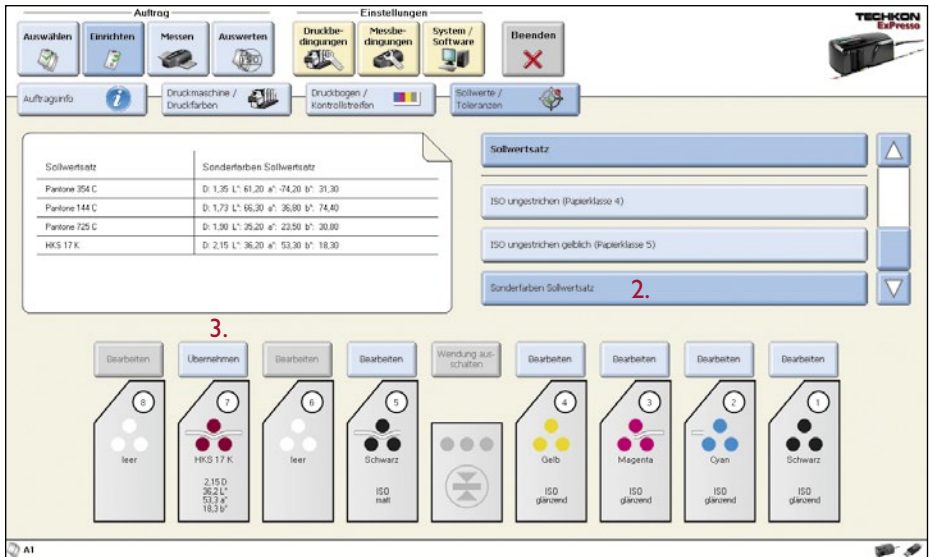 Auftrag
Einstellungen
Auswählen
Einrichten
Messen
Auswerten
Druckbe-
dingungen
Messbe-
dingungen
System /
Software
Beenden
TECHKON
ExPresso
Auftragsinfo
Druckmaschine /
Druckfarben
Druckbogen /
Kontrollstreifen
Sollwerte /
Toleranzen
Sollwertsatz
Sonderfarben Sollwertsatz
Pantone 354 C
D: 1,35 L*: 61,20 a*: -74,20 b*: 31,30
Pantone 144 C
D: 1,73 L*: 66,30 a*: 36,80 b*: 74,40
Pantone 725 C
D: 1,90 L*: 35,20 a*: 23,50 b*: 30,80
HKS 17 K
D: 2,15 L*: 36,20 a*: 53,30 b*: 18,30
Sollwertsatz
ISO ungestrichen (Papierklasse 4)
ISO ungestrichen gelblich (Papierklasse 5)
Sonderfarben Sollwertsatz
2.
3.
Bearbeiten
Übernehmen
Bearbeiten
Bearbeiten
Wendung aus-
schalten
Bearbeiten
Bearbeiten
Bearbeiten
Bearbeiten
8
leer
7
HKS 17 K
2,15 D
36,2 L*
53,3 a*
18,3 b*
6
leer
5
Schwarz
ISO
matt
4
Gelb
ISO
glänzend
3
Magenta
ISO
glänzend
2
Cyan
ISO
glänzend
1
Schwarz
ISO
glänzend
A1